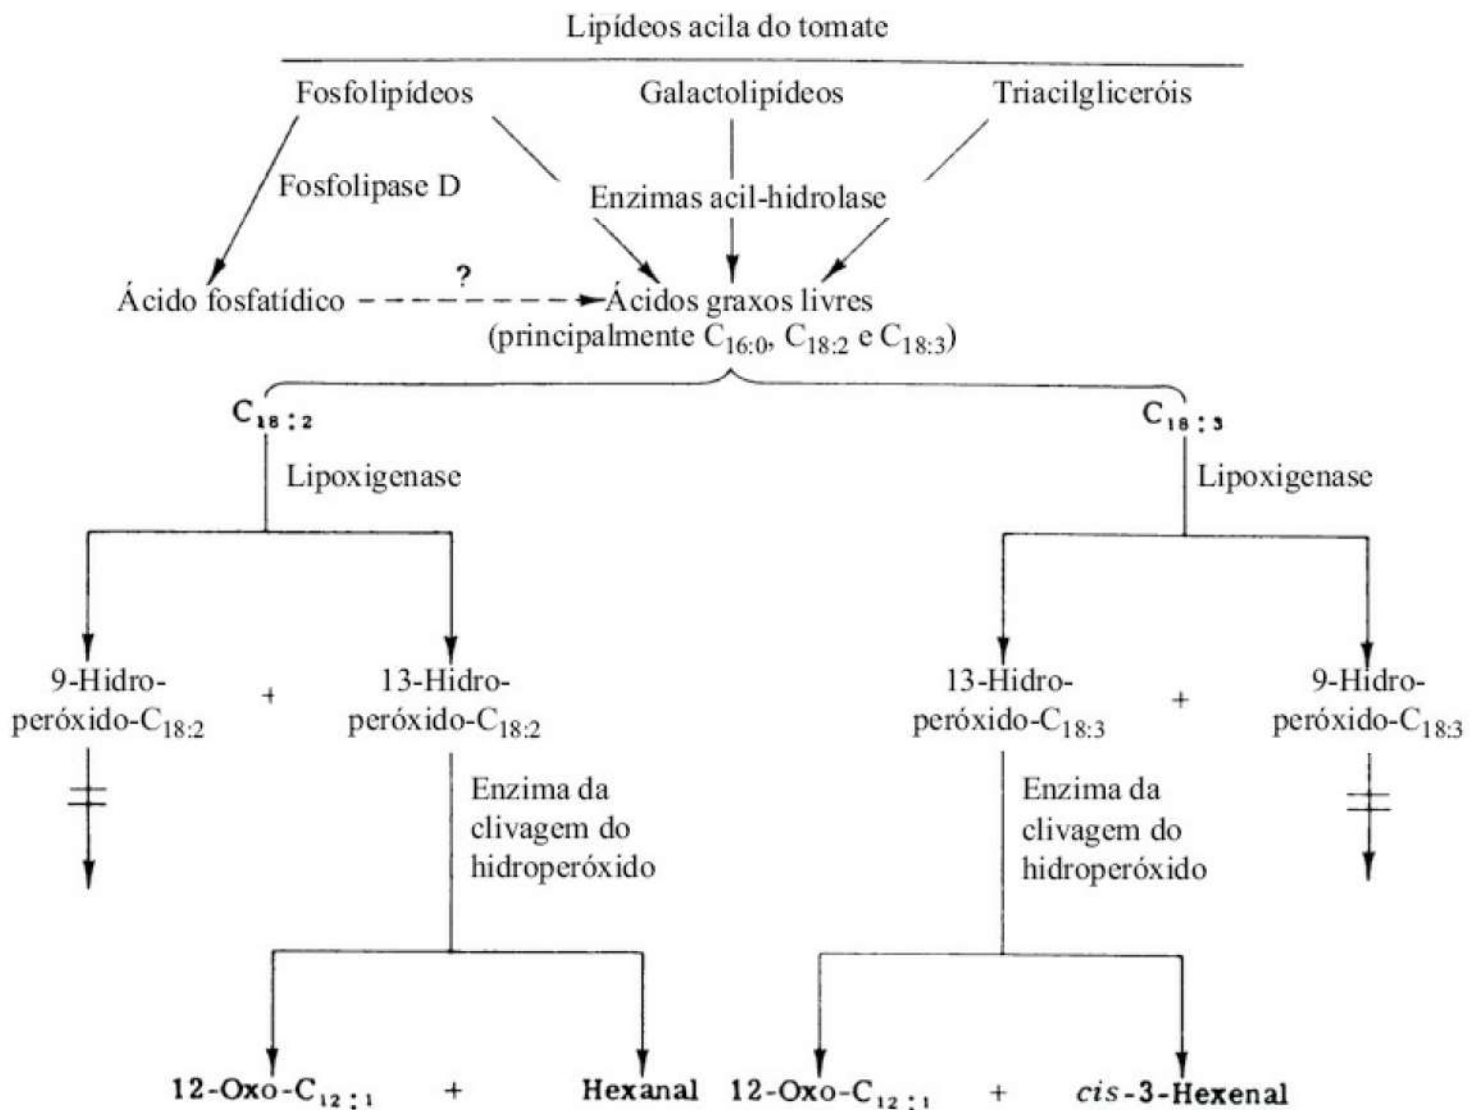 Lipídeos acila do tomate
Fosfolipídeos Galactolipídeos Triacilgliceróis
Fosfolipase D
Enzimas acil-hidrolase
?
Ácido fosfatídico Ácidos graxos livres
(principalmente C16:0, C18:2 e C18:3)
C18:2 C18:3
Lipoxigenase Lipoxigenase
9-Hidro- 13-Hidro- 13-Hidro- 9-Hidro-
+ +
peróxido-C18:2 peróxido-C18:2 peróxido-C18:3 peróxido-C18:3
Enzima da Enzima da
clivagem do clivagem do
hidroperóxido hidroperóxido
12-Oxo-C12:1 + Hexanal 12-Oxo-C12:1 + cis-3-Hexenal